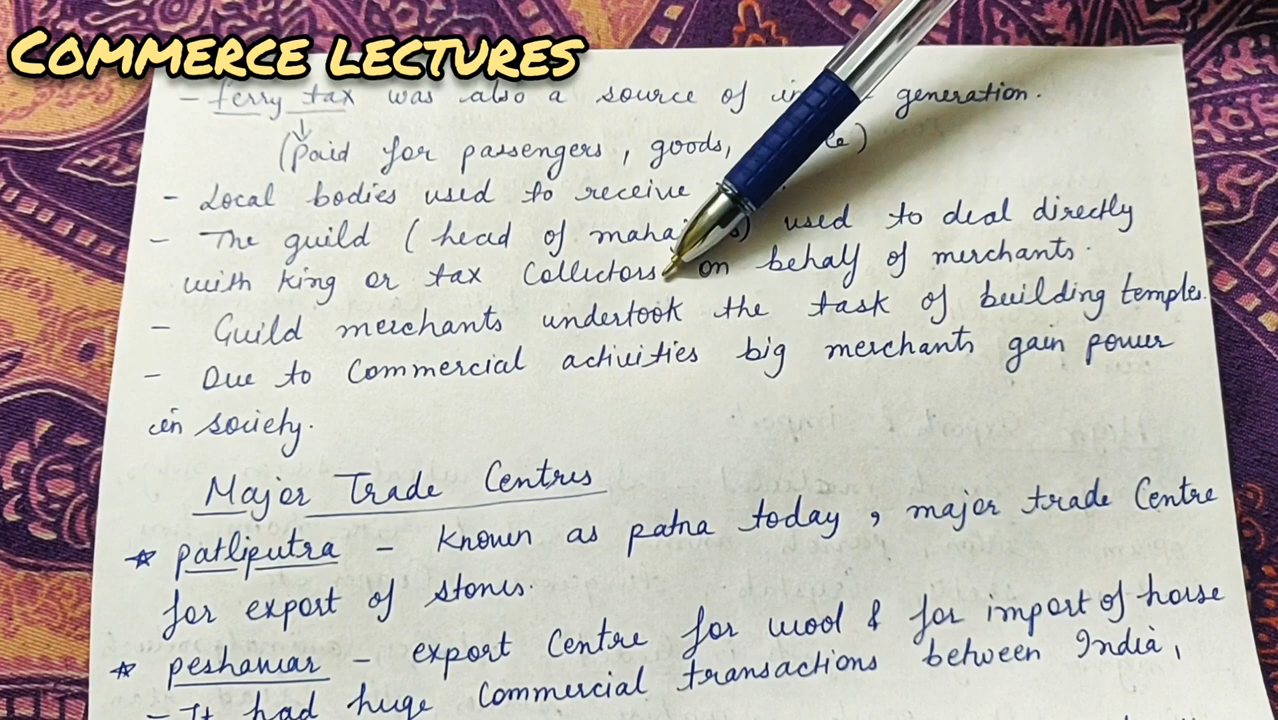 COMMERCE LECTURES
- ferry tax was also a source of generation.
(Paid for passengers, goods, )
- Local bodies used to receive
- The guild (head of used to deal directly
with king or tax Collectors on behalf of merchants.
- Guild merchants undertook the task of building temples.
- Due to Commercial activities big merchants gain power
in society.
Major Trade Centres
* patliputra - Known as patna today, major trade Centre
for export of stones.
* peshawar - export Centre for wool & for import of horse
- It had huge Commercial transactions between India,